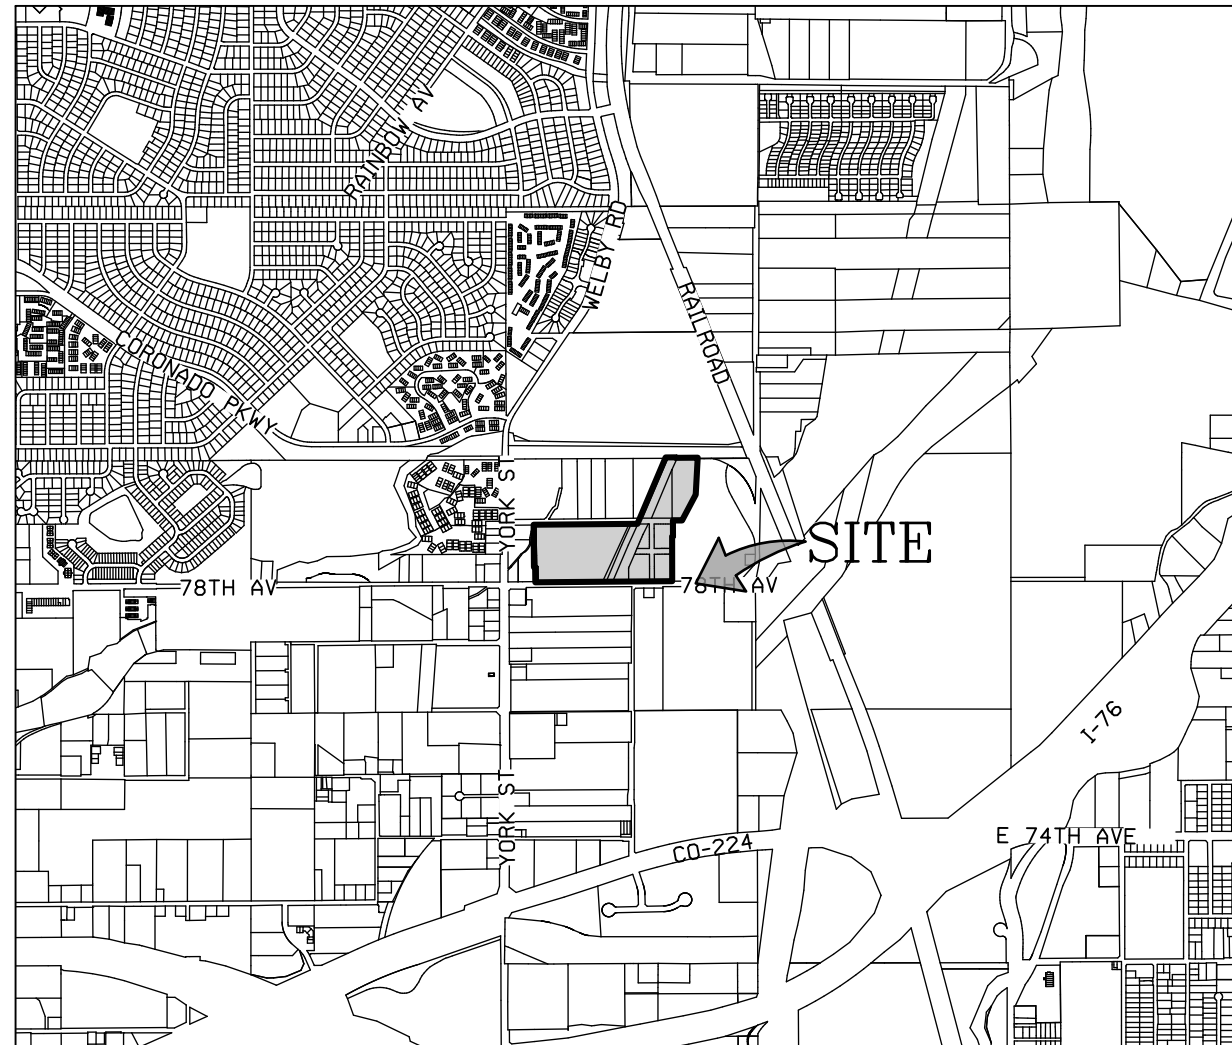 RAINBOW AV
WELBY RD
RAILROAD
CORONADO PKWY
YORK ST
SITE
78TH AV
78TH AV
I-76
YORK ST
E 74TH AVE
CO-224